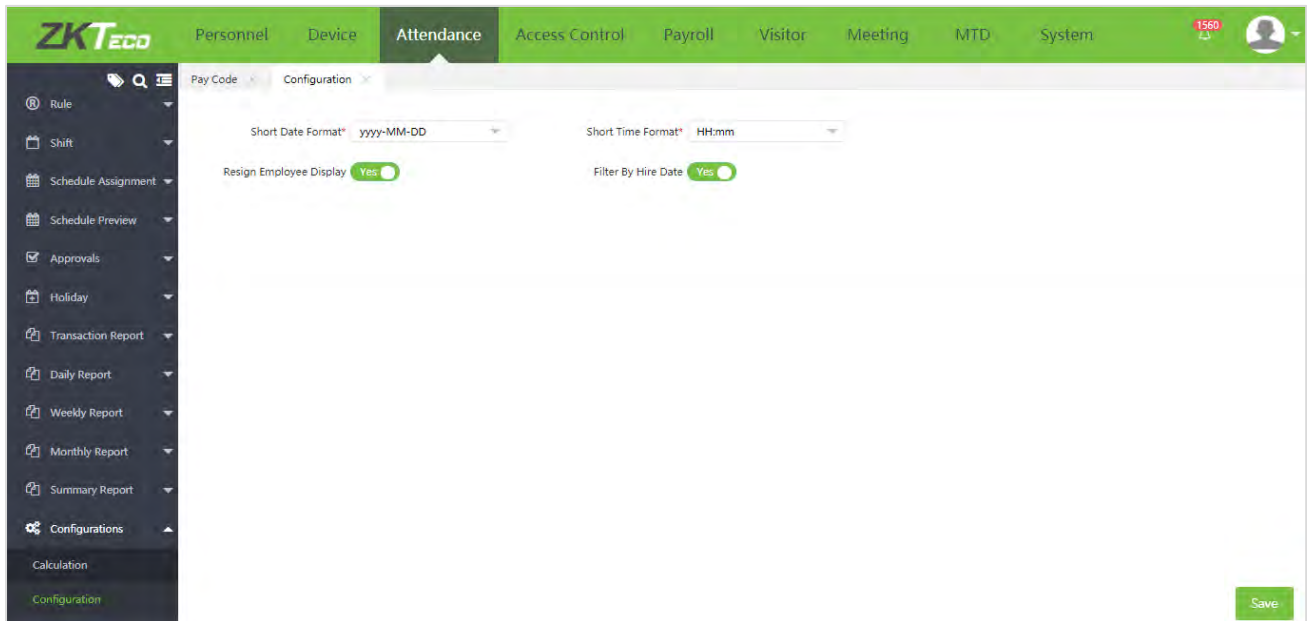 ZKTeco Personnel Device Attendance Access Control Payroll Visitor Meeting MTD System 1560
Pay Code Configuration
Rule
Short Date Format* yyyy-MM-DD Short Time Format* HH:mm
Shift
Resign Employee Display Yes Filter By Hire Date Yes
Schedule Assignment
Schedule Preview
Approvals
Holiday
Transaction Report
Daily Report
Weekly Report
Monthly Report
Summary Report
Configurations
Calculation
Configuration
Save